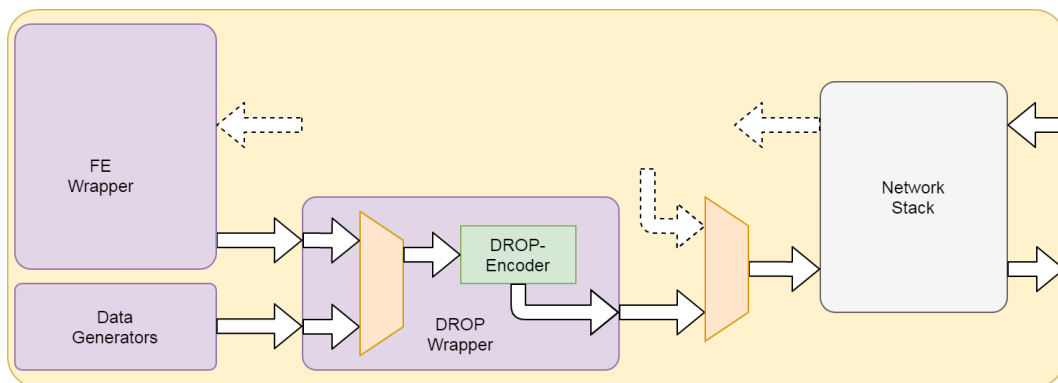 FE
Wrapper
Network
Stack
DROP-
Encoder
Data
Generators
DROP
Wrapper